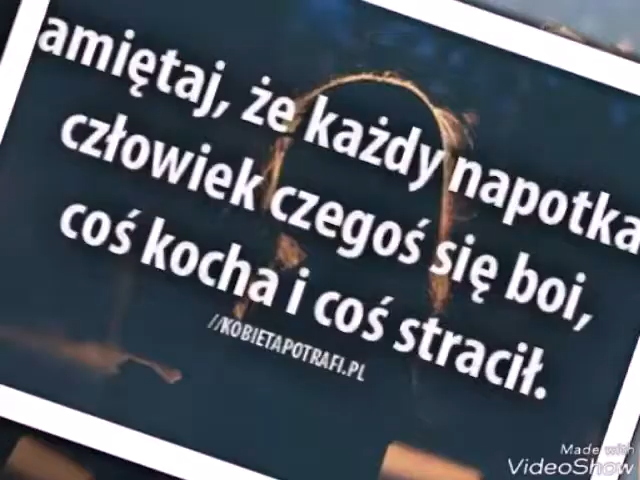 amiętaj, że każdy napotka
człowiek czegoś się boi,
coś kocha i coś stracił.
//KOBIETAPOTRAFI.PL
Made with
VideoShow